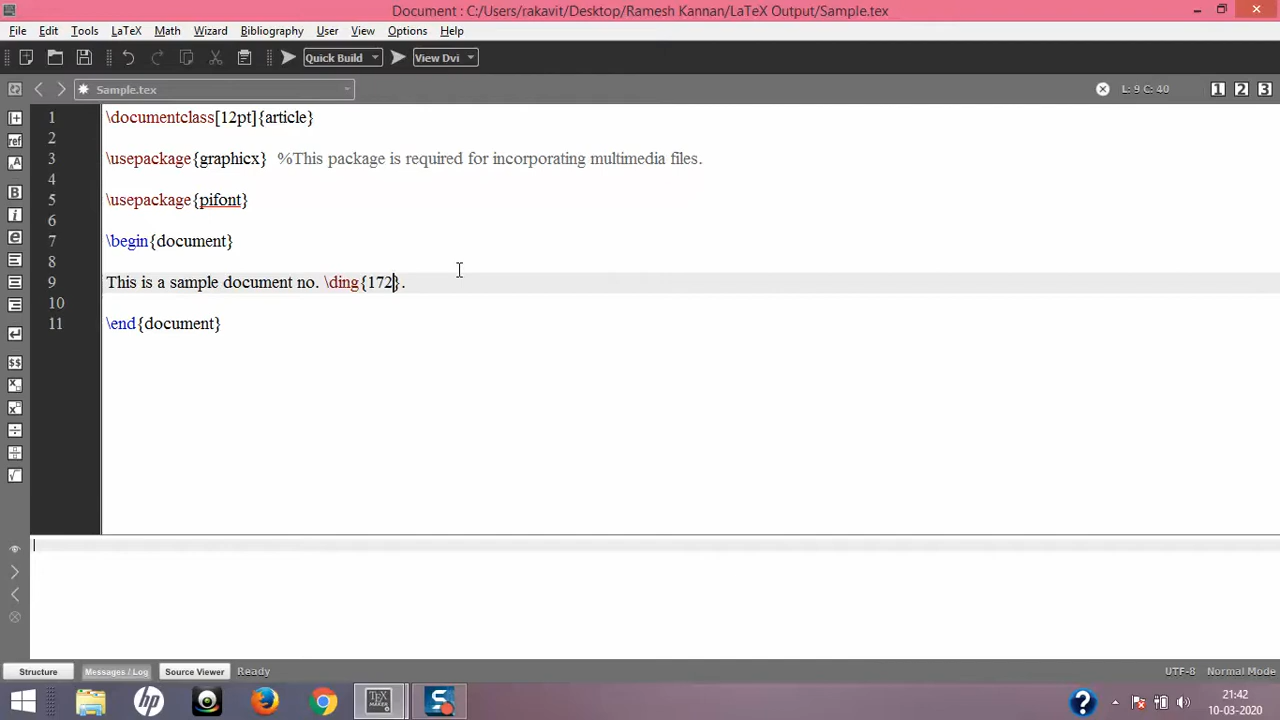 Document : C:/Users/rakavit/Desktop/Ramesh Kannan/LaTeX Output/Sample.tex
File Edit Tools LaTeX Math Wizard Bibliography User View Options Help
Quick Build View Dvi
Sample.tex L: 9 C: 40 1 2 3
1 \documentclass[12pt]{article}
2
3 \usepackage{graphicx} %This package is required for incorporating multimedia files.
4
5 \usepackage{pifont}
6
7 \begin{document}
8
9 This is a sample document no. \ding{172}.
10
11 \end{document}
Structure Messages / Log Source Viewer Ready UTF-8 Normal Mode
21:42
10-03-2020